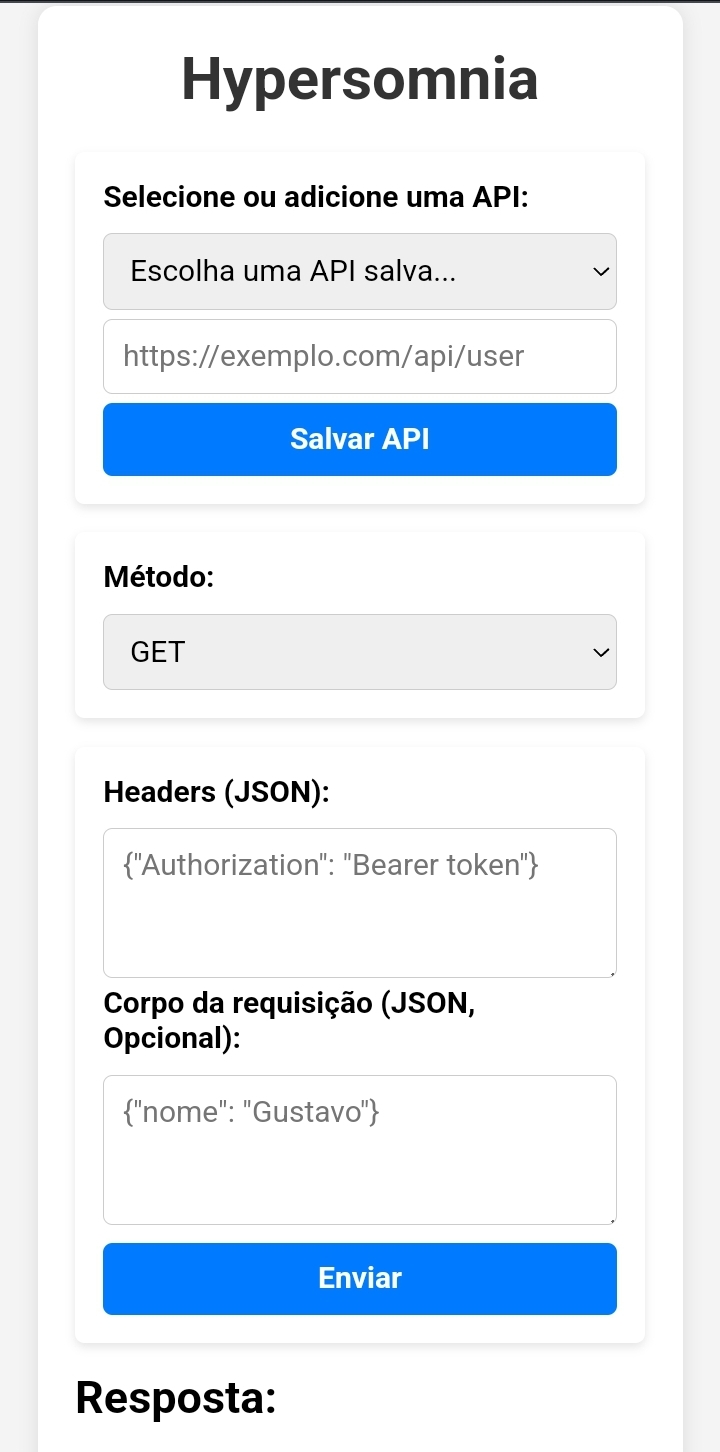 Hypersomnia
Selecione ou adicione uma API:
Escolha uma API salva...
https://exemplo.com/api/user
Salvar API
Método:
GET
Headers (JSON):
{"Authorization": "Bearer token"}
Corpo da requisição (JSON,
Opcional):
{"nome": "Gustavo"}
Enviar
Resposta: